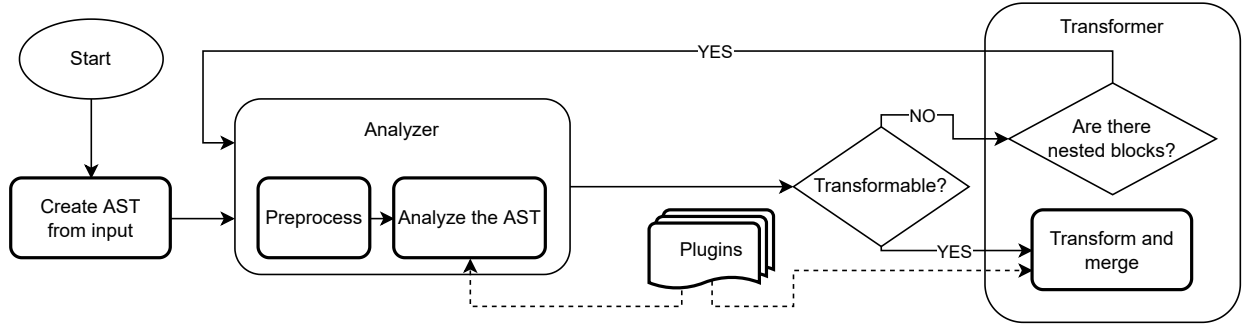 Start
Create AST
from input
Analyzer
Preprocess
Analyze the AST
YES
Transformable?
NO
YES
Plugins
Transformer
Are there
nested blocks?
Transform and
merge